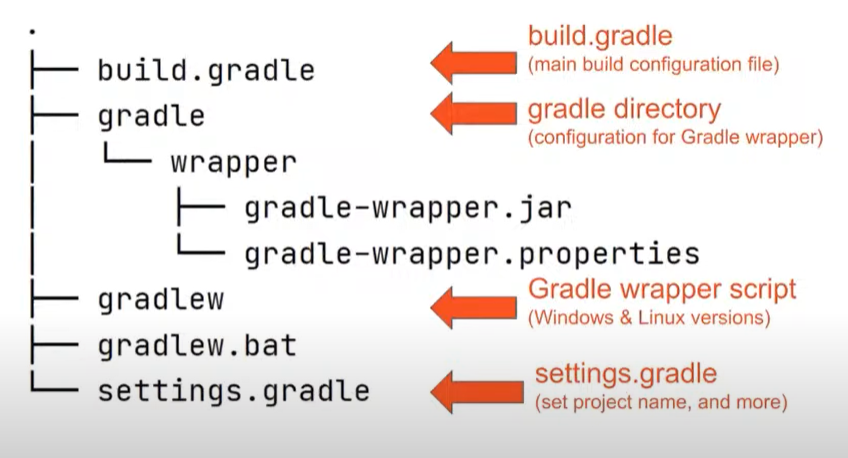 .
├── build.gradle
build.gradle
(main build configuration file)
├── gradle
gradle directory
(configuration for Gradle wrapper)
│   └── wrapper
│       ├── gradle-wrapper.jar
│       └── gradle-wrapper.properties
├── gradlew
Gradle wrapper script
(Windows & Linux versions)
├── gradlew.bat
└── settings.gradle
settings.gradle
(set project name, and more)